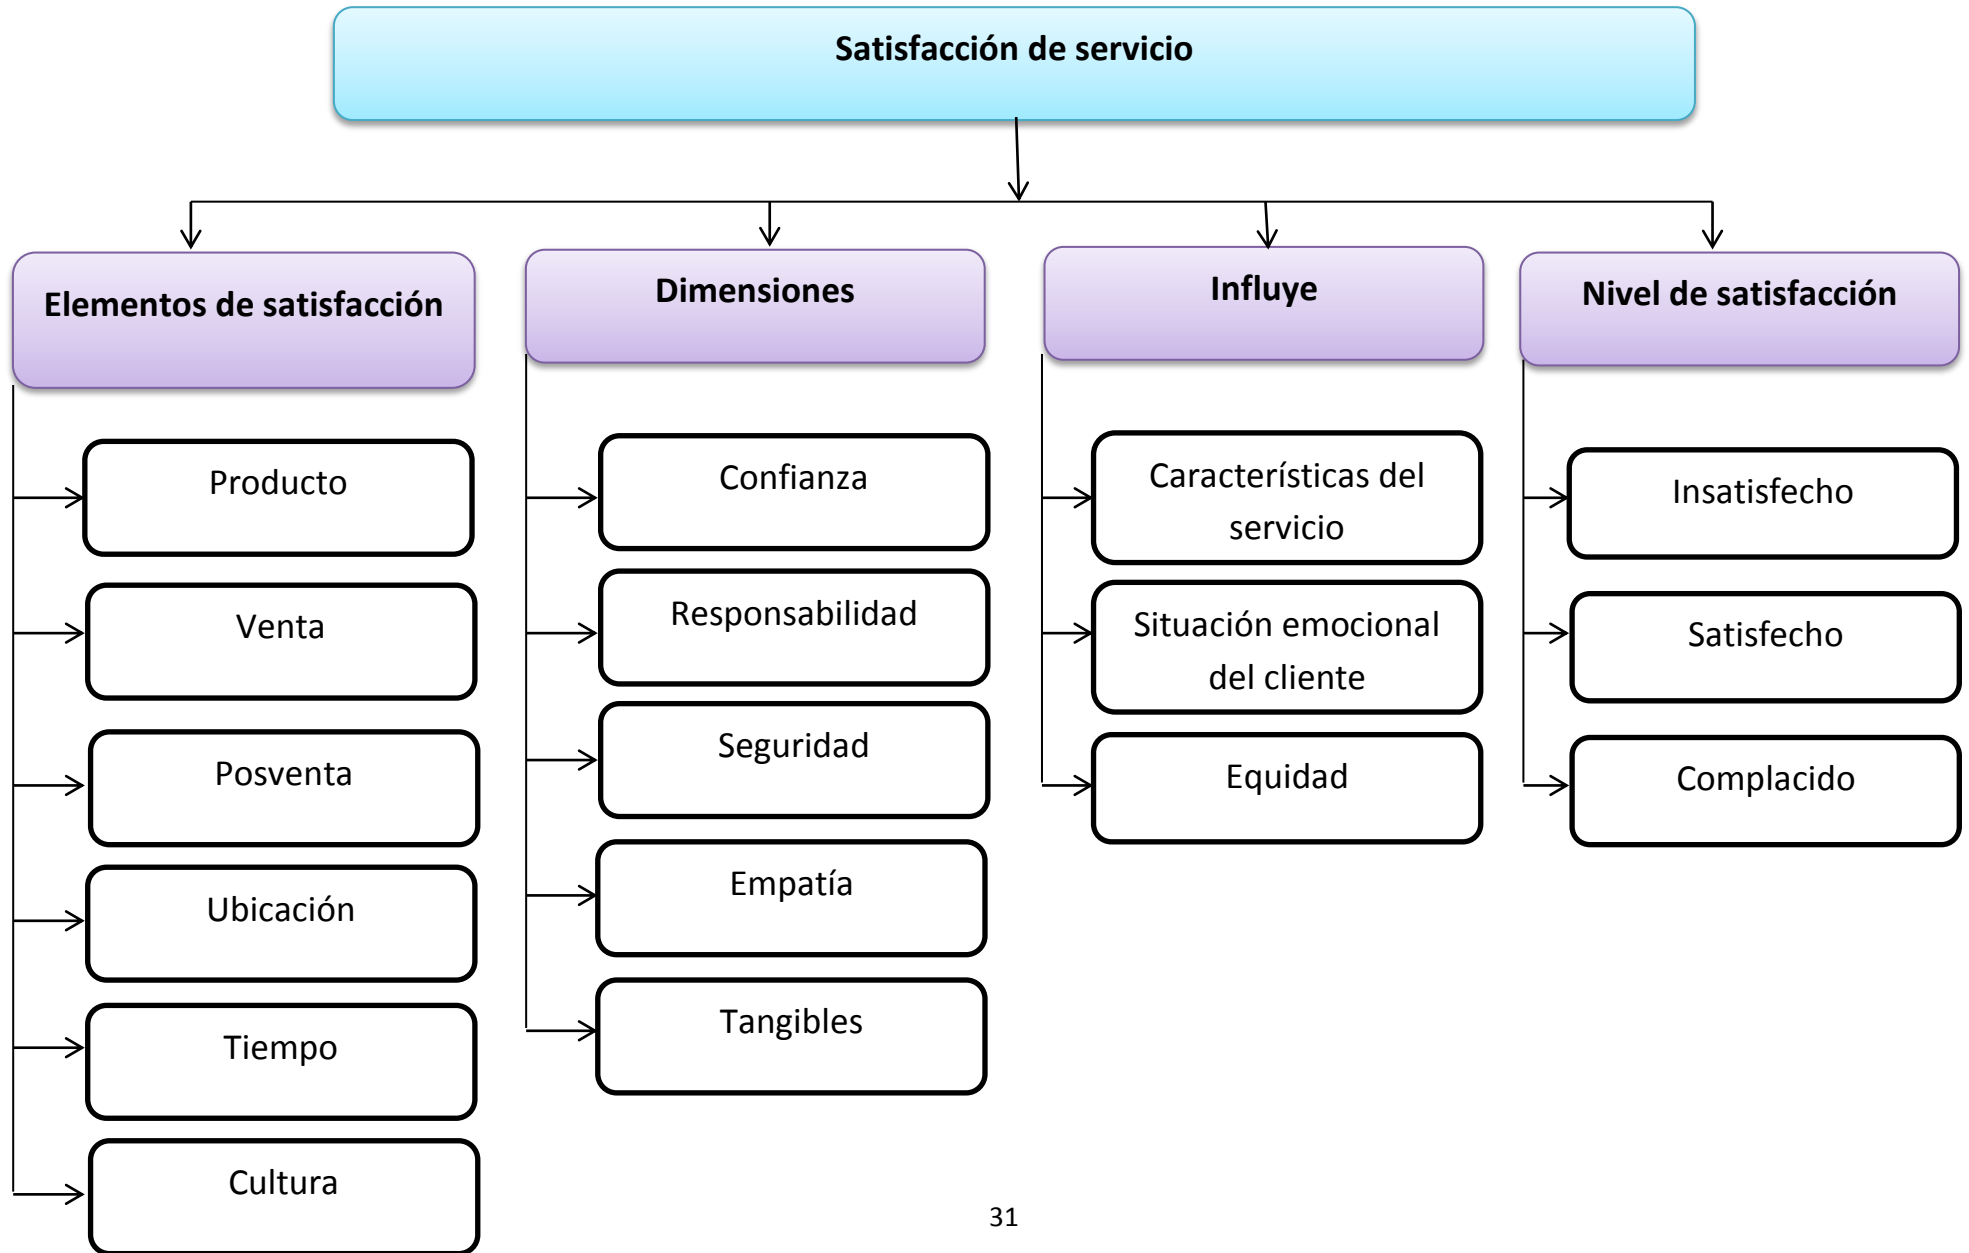 Satisfacción de servicio
Elementos de satisfacción
Producto
Venta
Posventa
Ubicación
Tiempo
Cultura
Dimensiones
Confianza
Responsabilidad
Seguridad
Empatía
Tangibles
Influye
Características del
servicio
Situación emocional
del cliente
Equidad
Nivel de satisfacción
Insatisfecho
Satisfecho
Complacido
31